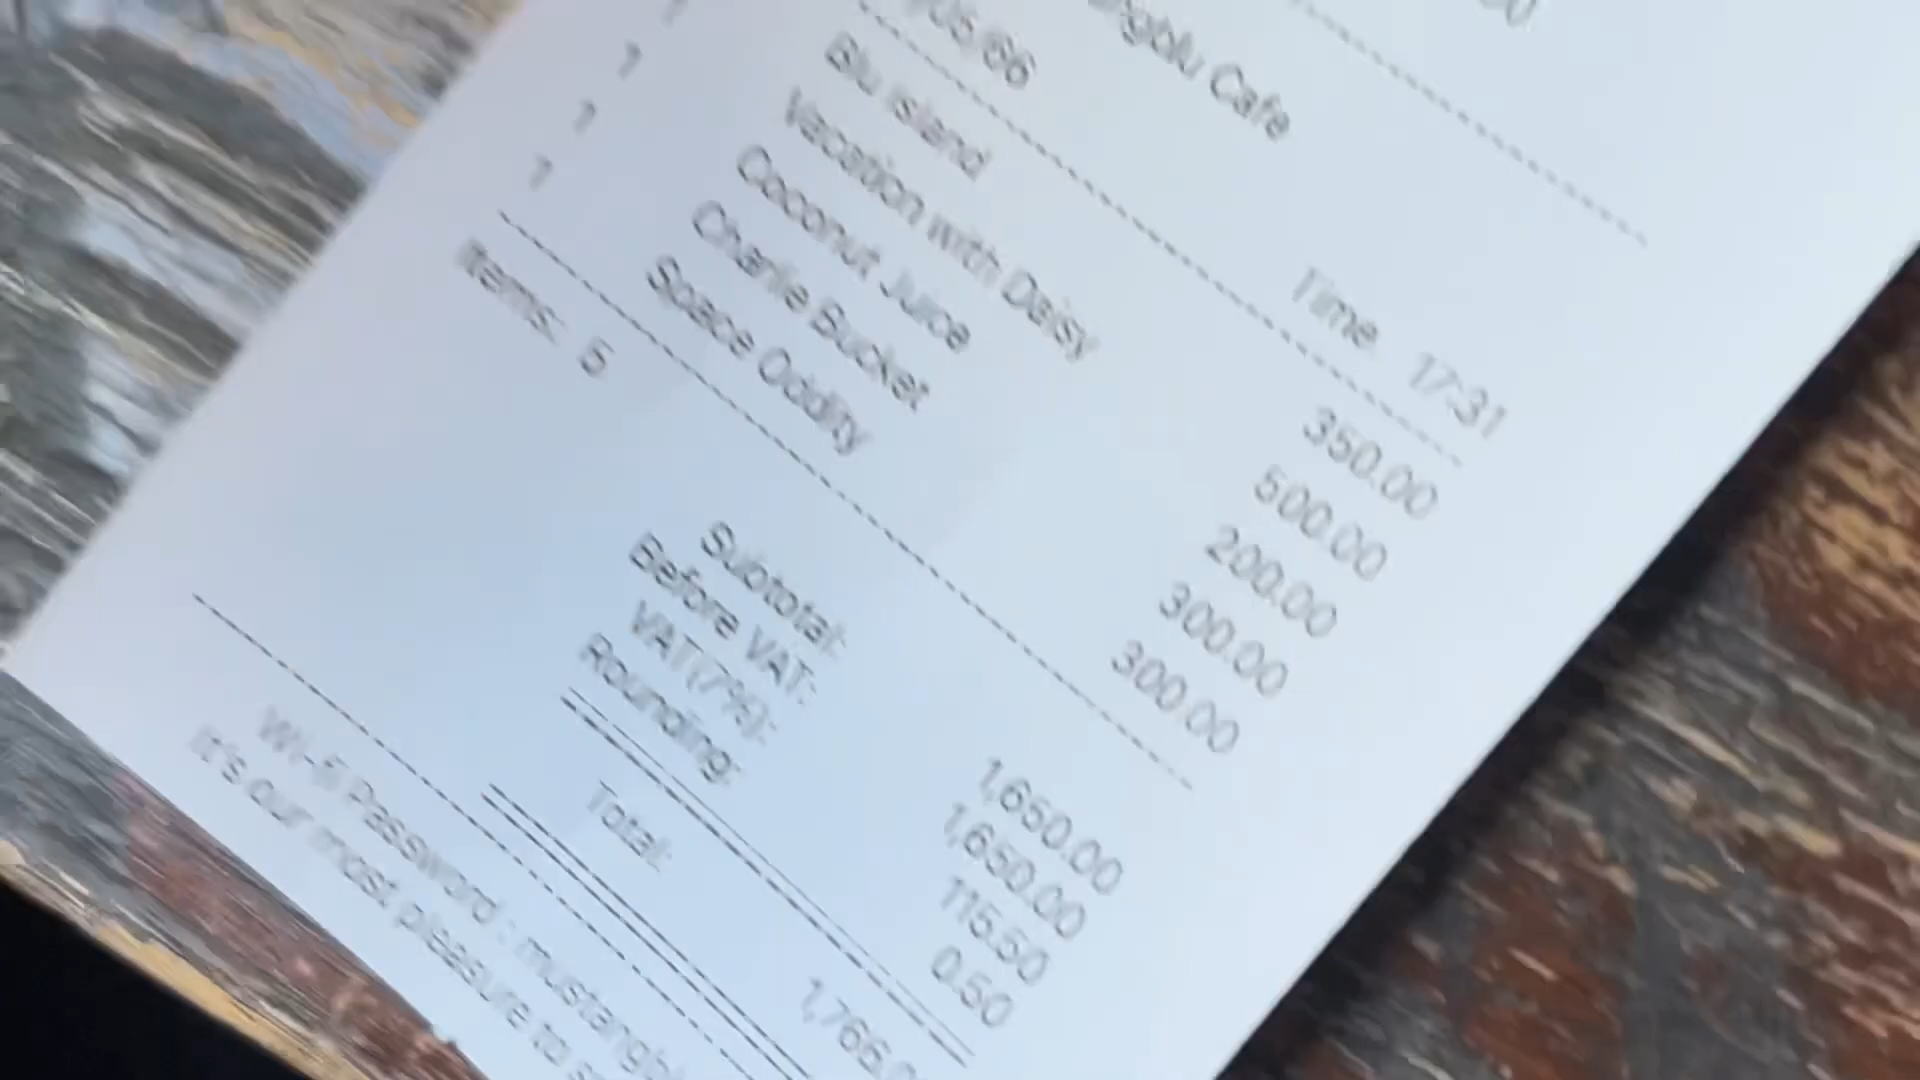 Cafe
05/66
Time 17:31
Blu island 350.00
1 Vacation with Daisy 500.00
1 Coconut Juice 200.00
1 Charlie Bucket 300.00
1 Space Oddity 300.00
Items: 5
Subtotal: 1,650.00
Before VAT: 1,650.00
VAT(7%): 115.50
Rounding: 0.50
Total: 1,766.0
Wi-fi Password : mustangbl
It's our most pleasure to